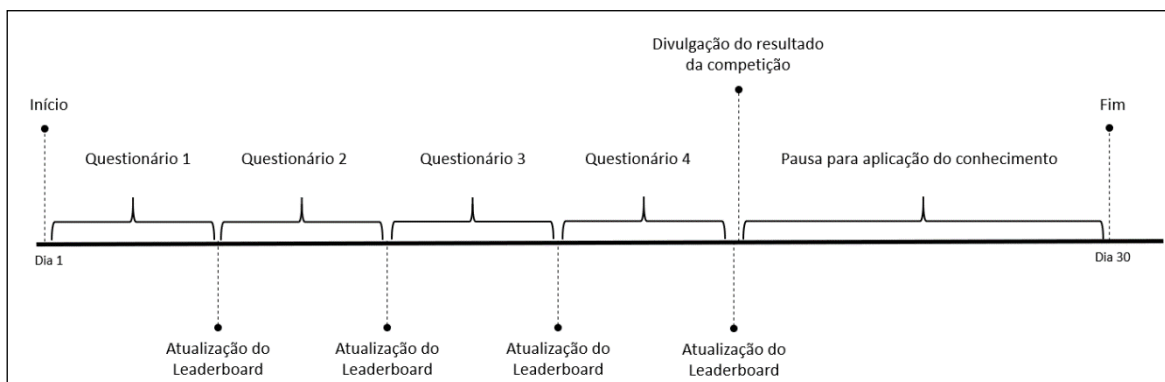 Divulgação do resultado
da competição
Início
Fim
Questionário 1
Questionário 2
Questionário 3
Questionário 4
Pausa para aplicação do conhecimento
Dia 1
Dia 30
Atualização do
Leaderboard
Atualização do
Leaderboard
Atualização do
Leaderboard
Atualização do
Leaderboard